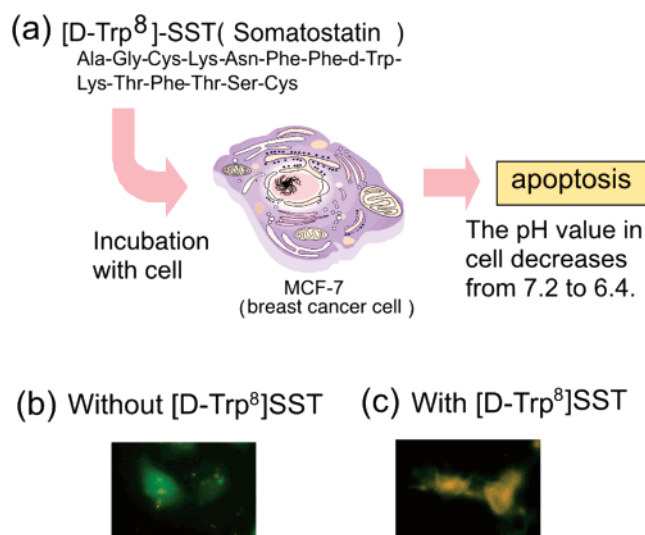 (a) [D-Trp⁸]-SST( Somatostatin )
Ala-Gly-Cys-Lys-Asn-Phe-Phe-d-Trp-
Lys-Thr-Phe-Thr-Ser-Cys
Incubation
with cell
MCF-7
( breast cancer cell )
apoptosis
The pH value in
cell decreases
from 7.2 to 6.4.
(b) Without [D-Trp⁸]SST
(c) With [D-Trp⁸]SST